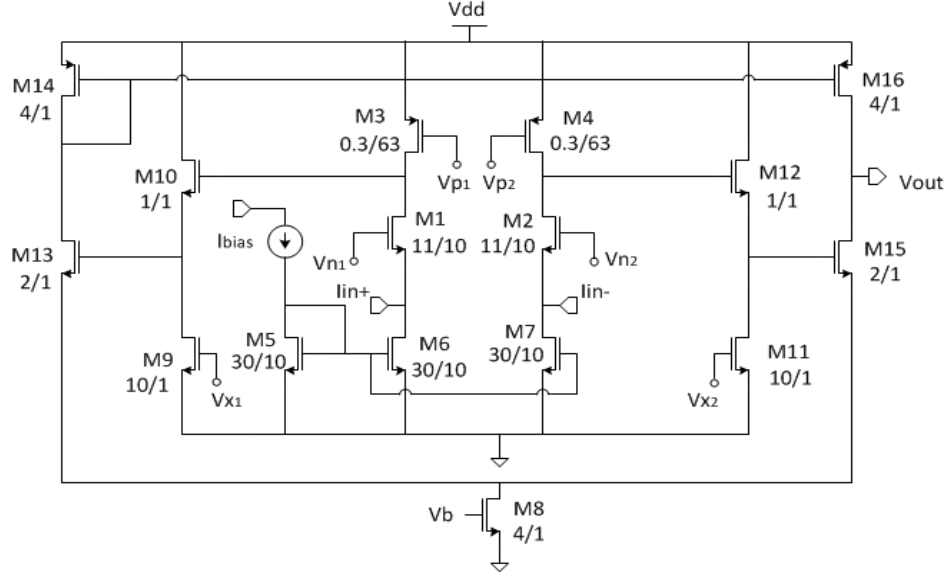 Vdd
M14
4/1
M16
4/1
M3
0.3/63
M4
0.3/63
Vp1
Vp2
M10
1/1
M12
1/1
Vout
M1
11/10
M2
11/10
Ibias
Vn1
Vn2
M13
2/1
M15
2/1
Iin+
Iin-
M5
30/10
M6
30/10
M7
30/10
M9
10/1
M11
10/1
Vx1
Vx2
Vb
M8
4/1